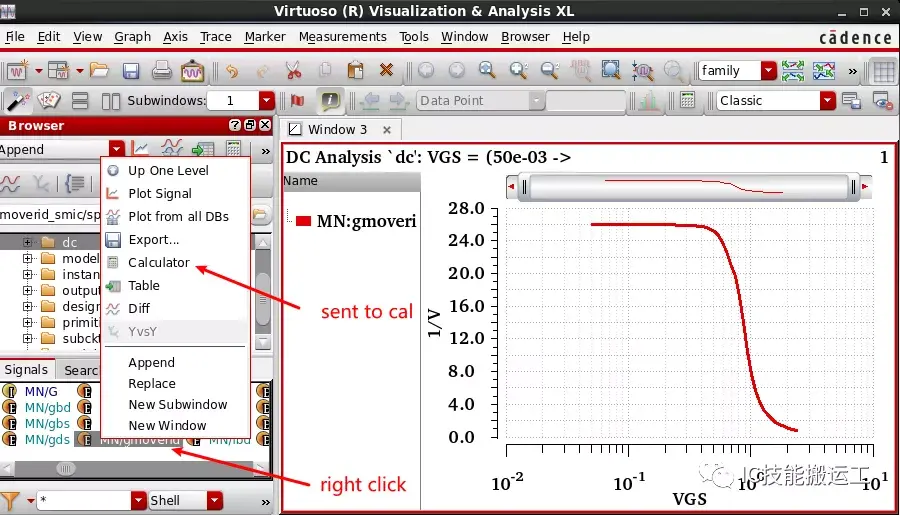 Virtuoso (R) Visualization & Analysis XL
File Edit View Graph Axis Trace Marker Measurements Tools Window Browser Help
cādence
family
Subwindows: 1
Data Point
Classic
Browser
Window 3
Append
Up One Level
Plot Signal
Plot from all DBs
Export...
Calculator
Table
Diff
YvsY
Append
Replace
New Subwindow
New Window
moverid_smic/sp
dc
model
instan
output
design
primiti
subckt
Signals Searc
MN/G
MN/gbd
MN/gbs
MN/gds MN/gmoverid MN/ibd
* Shell
sent to cal
right click
DC Analysis `dc': VGS = (50e-03 -> 1
Name
MN:gmoveri
1/V
28.0
24.0
20.0
16.0
12.0
8.0
4.0
0.0
10-2 10-1 100 101
VGS
IC技能搬运工